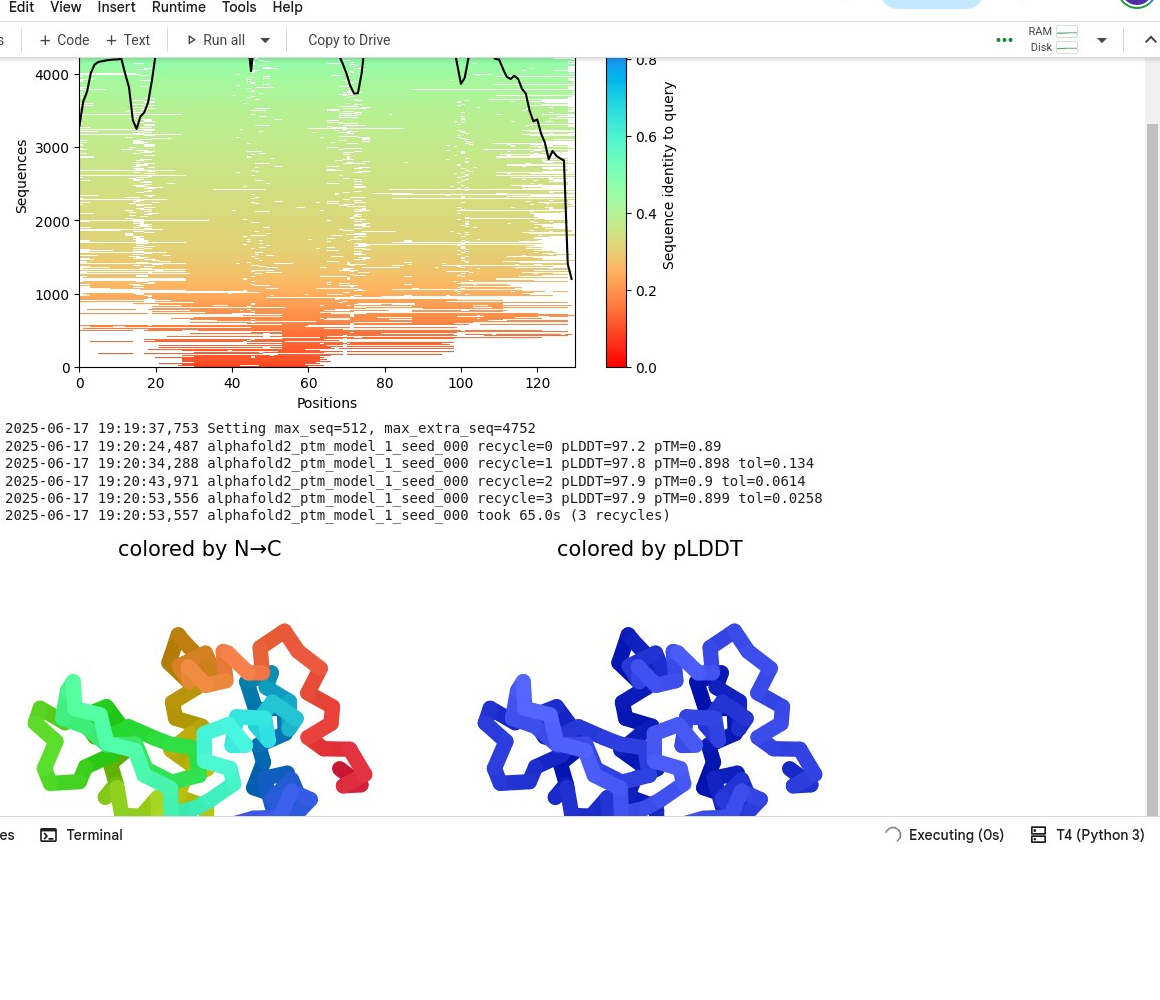 Edit View Insert Runtime Tools Help
s + Code + Text Run all Copy to Drive RAM Disk
4000
3000
2000
1000
0
Sequences
0 20 40 60 80 100 120
Positions
0.8
0.6
0.4
0.2
0.0
Sequence identity to query
2025-06-17 19:19:37,753 Setting max_seq=512, max_extra_seq=4752
2025-06-17 19:20:24,487 alphafold2_ptm_model_1_seed_000 recycle=0 pLDDT=97.2 pTM=0.89
2025-06-17 19:20:34,288 alphafold2_ptm_model_1_seed_000 recycle=1 pLDDT=97.8 pTM=0.898 tol=0.134
2025-06-17 19:20:43,971 alphafold2_ptm_model_1_seed_000 recycle=2 pLDDT=97.9 pTM=0.9 tol=0.0614
2025-06-17 19:20:53,556 alphafold2_ptm_model_1_seed_000 recycle=3 pLDDT=97.9 pTM=0.899 tol=0.0258
2025-06-17 19:20:53,557 alphafold2_ptm_model_1_seed_000 took 65.0s (3 recycles)
colored by N→C colored by pLDDT
es Terminal Executing (0s) T4 (Python 3)